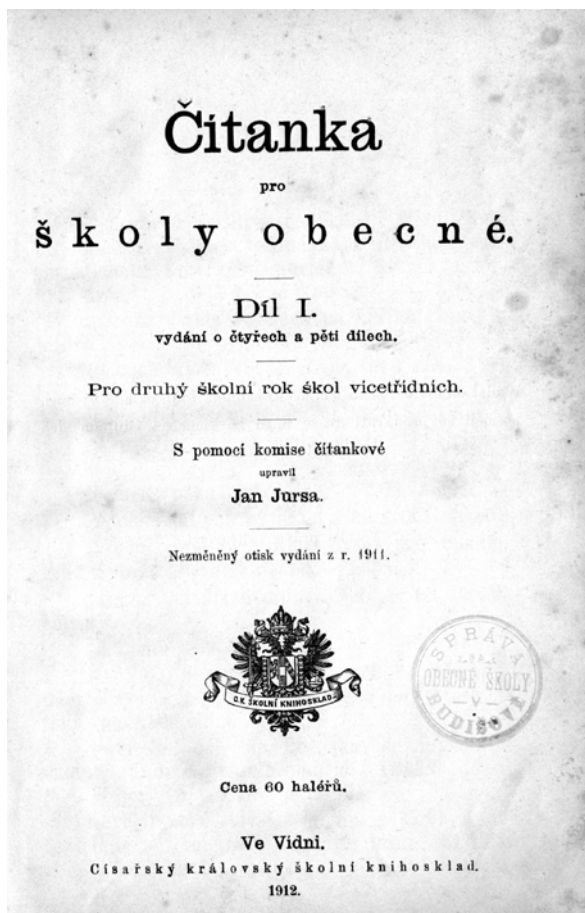 Čítanka
pro
školy obecné.
Díl I.
vydání o čtyřech a pěti dílech.
Pro druhý školní rok škol vícetřídních.
S pomocí komise čítankové
upravil
Jan Jursa.
Nezměněný otisk vydání z r. 1911.
C. K. ŠKOLNÍ KNIHOSKLAD.
SPRÁVA
OBECNÉ ŠKOLY
V
BUDIŠOVĚ
Cena 60 haléřů.
Ve Vídni.
Císařský královský školní knihosklad.
1912.